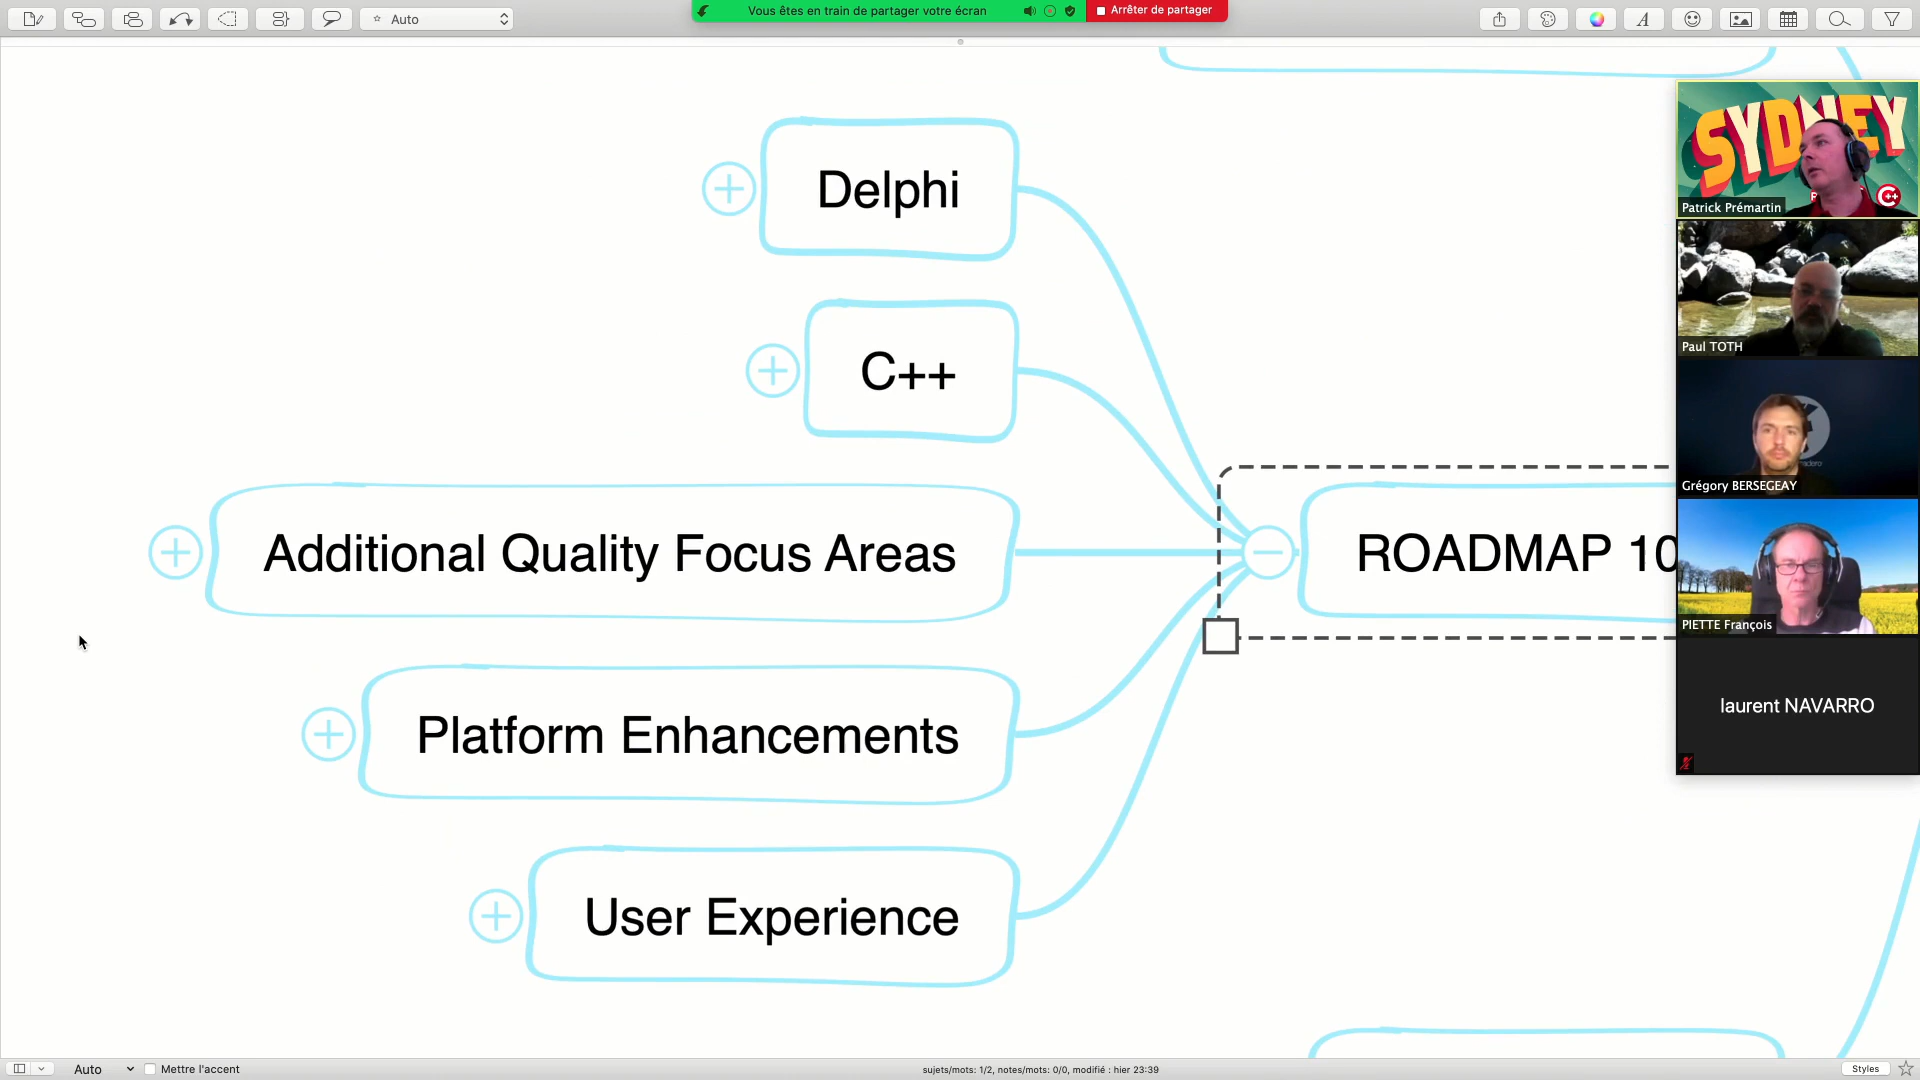 Auto
Vous êtes en train de partager votre écran
Arrêter de partager
Delphi
C++
Additional Quality Focus Areas
Platform Enhancements
User Experience
ROADMAP 10
SYDNEY
Patrick Prémartin
Paul TOTH
Grégory BERSEGEAY
PIETTE François
laurent NAVARRO
Auto
Mettre l'accent
sujets/mots: 1/2, notes/mots: 0/0, modifié : hier 23:39
Styles